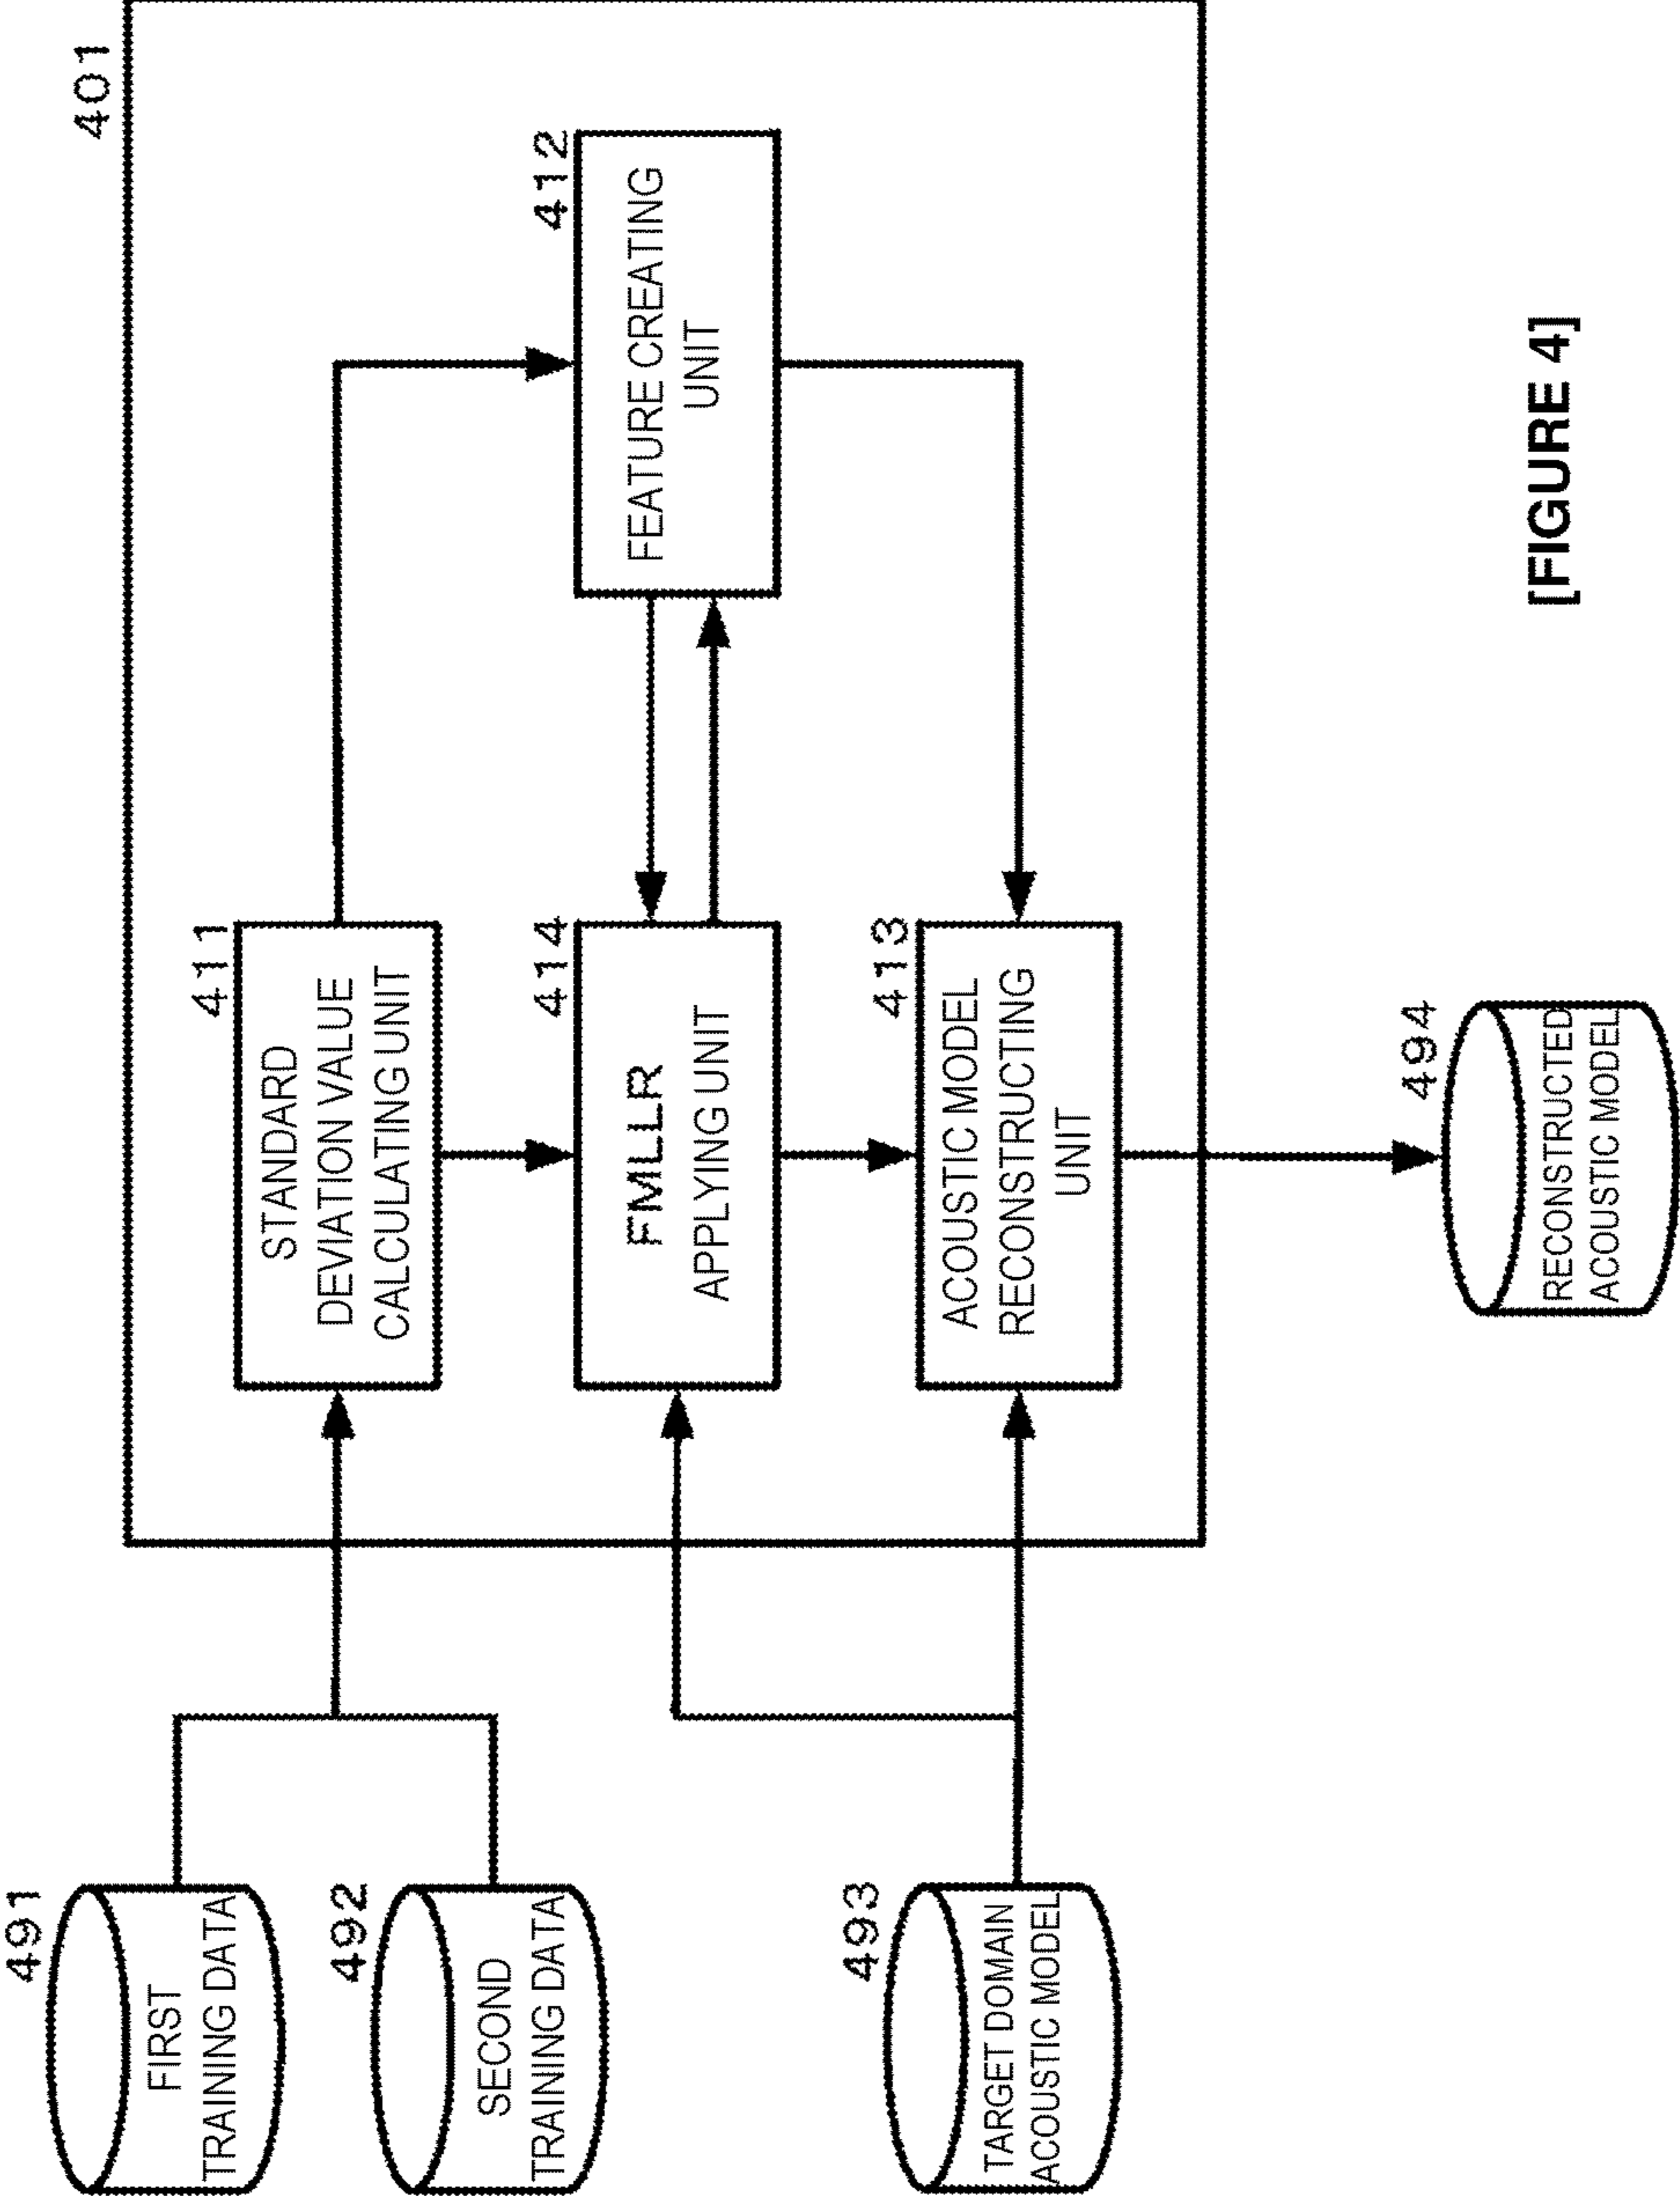 401
491
FIRST
TRAINING DATA
492
SECOND
TRAINING DATA
493
TARGET DOMAIN
ACOUSTIC MODEL
411
STANDARD
DEVIATION VALUE
CALCULATING UNIT
414
FMLLR
APPLYING UNIT
413
ACOUSTIC MODEL
RECONSTRUCTING
UNIT
412
FEATURE CREATING
UNIT
494
RECONSTRUCTED
ACOUSTIC MODEL
[FIGURE 4]